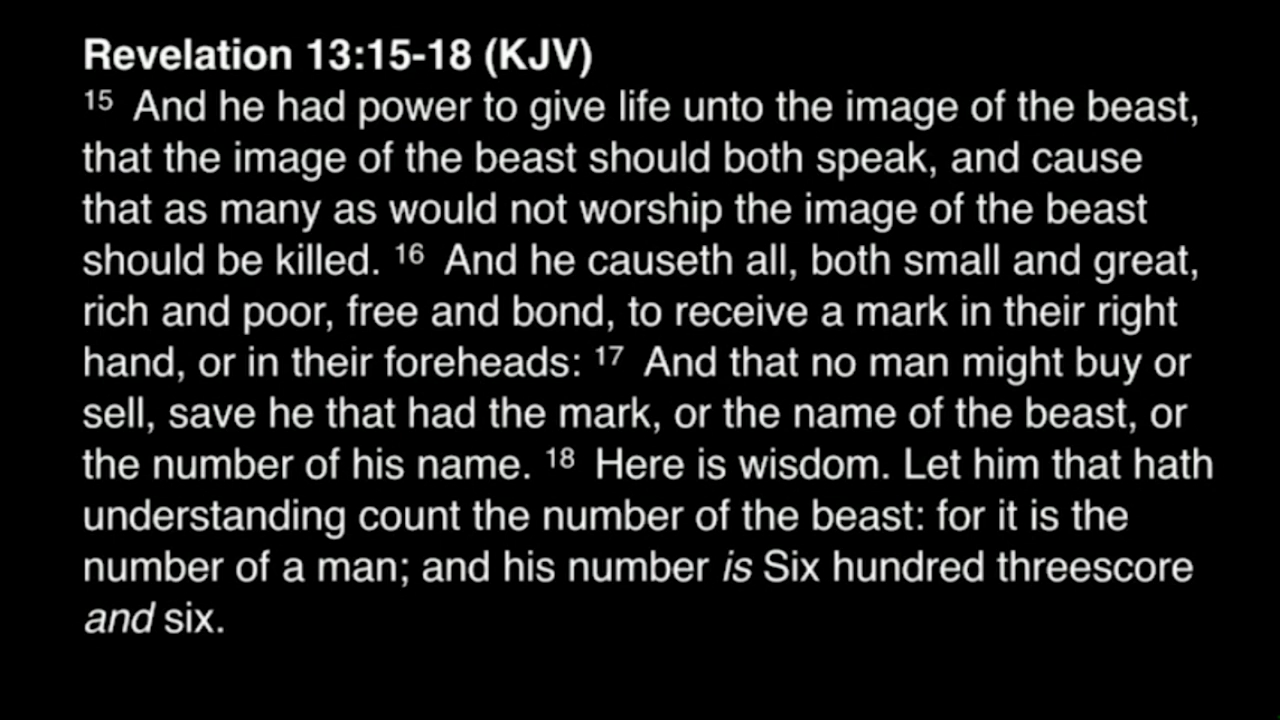 Revelation 13:15-18 (KJV)
15 And he had power to give life unto the image of the beast,
that the image of the beast should both speak, and cause
that as many as would not worship the image of the beast
should be killed. 16 And he causeth all, both small and great,
rich and poor, free and bond, to receive a mark in their right
hand, or in their foreheads: 17 And that no man might buy or
sell, save he that had the mark, or the name of the beast, or
the number of his name. 18 Here is wisdom. Let him that hath
understanding count the number of the beast: for it is the
number of a man; and his number is Six hundred threescore
and six.